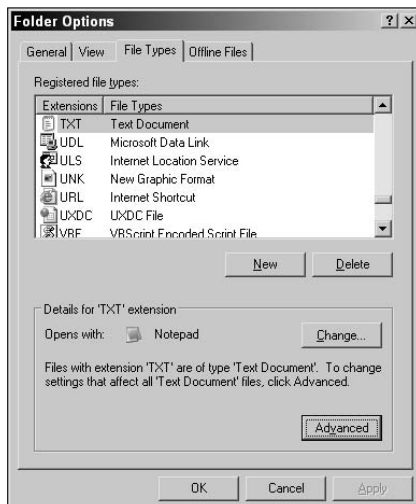 Folder Options
General View File Types Offline Files
Registered file types:
Extensions File Types
TXT Text Document
UDL Microsoft Data Link
ULS Internet Location Service
UNK New Graphic Format
URL Internet Shortcut
UXDC UXDC File
VBE VBScript Encoded Script File
New Delete
Details for 'TXT' extension
Opens with: Notepad Change...
Files with extension 'TXT' are of type 'Text Document'. To change
settings that affect all 'Text Document' files, click Advanced.
Advanced
OK Cancel Apply